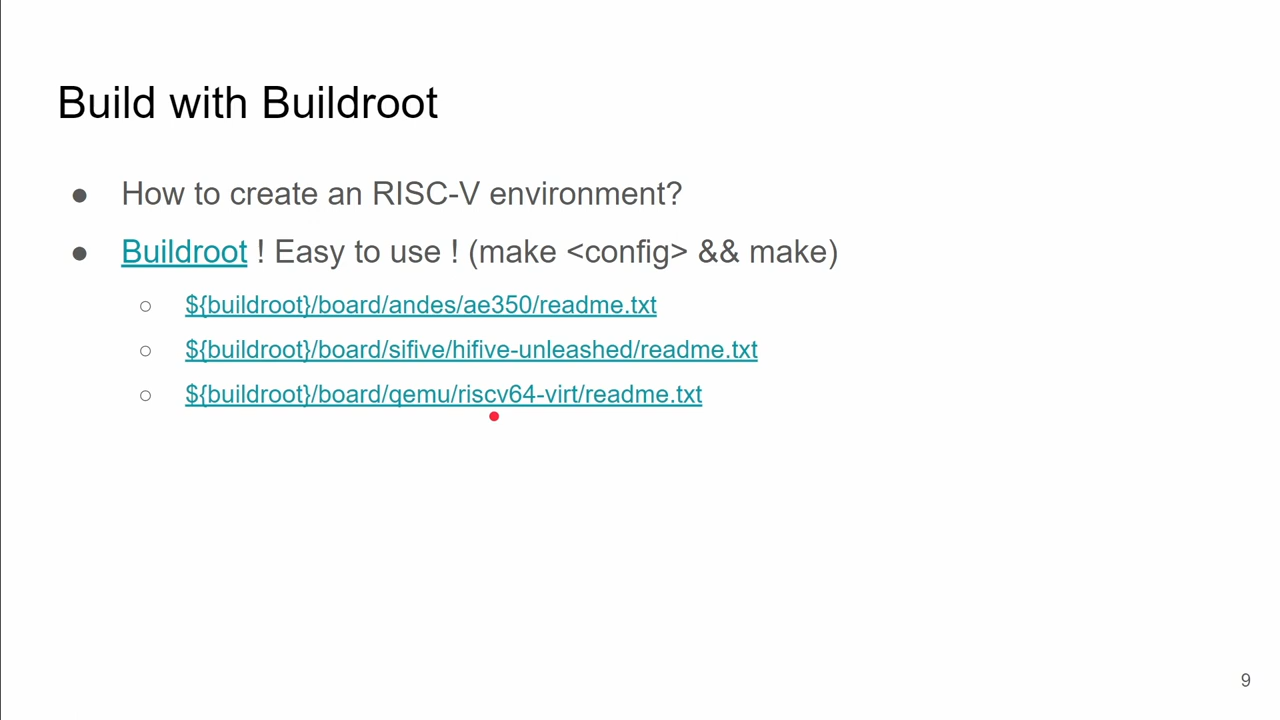 Build with Buildroot
● How to create an RISC-V environment?
● Buildroot ! Easy to use ! (make <config> && make)
○ ${buildroot}/board/andes/ae350/readme.txt
○ ${buildroot}/board/sifive/hifive-unleashed/readme.txt
○ ${buildroot}/board/qemu/riscv64-virt/readme.txt
9